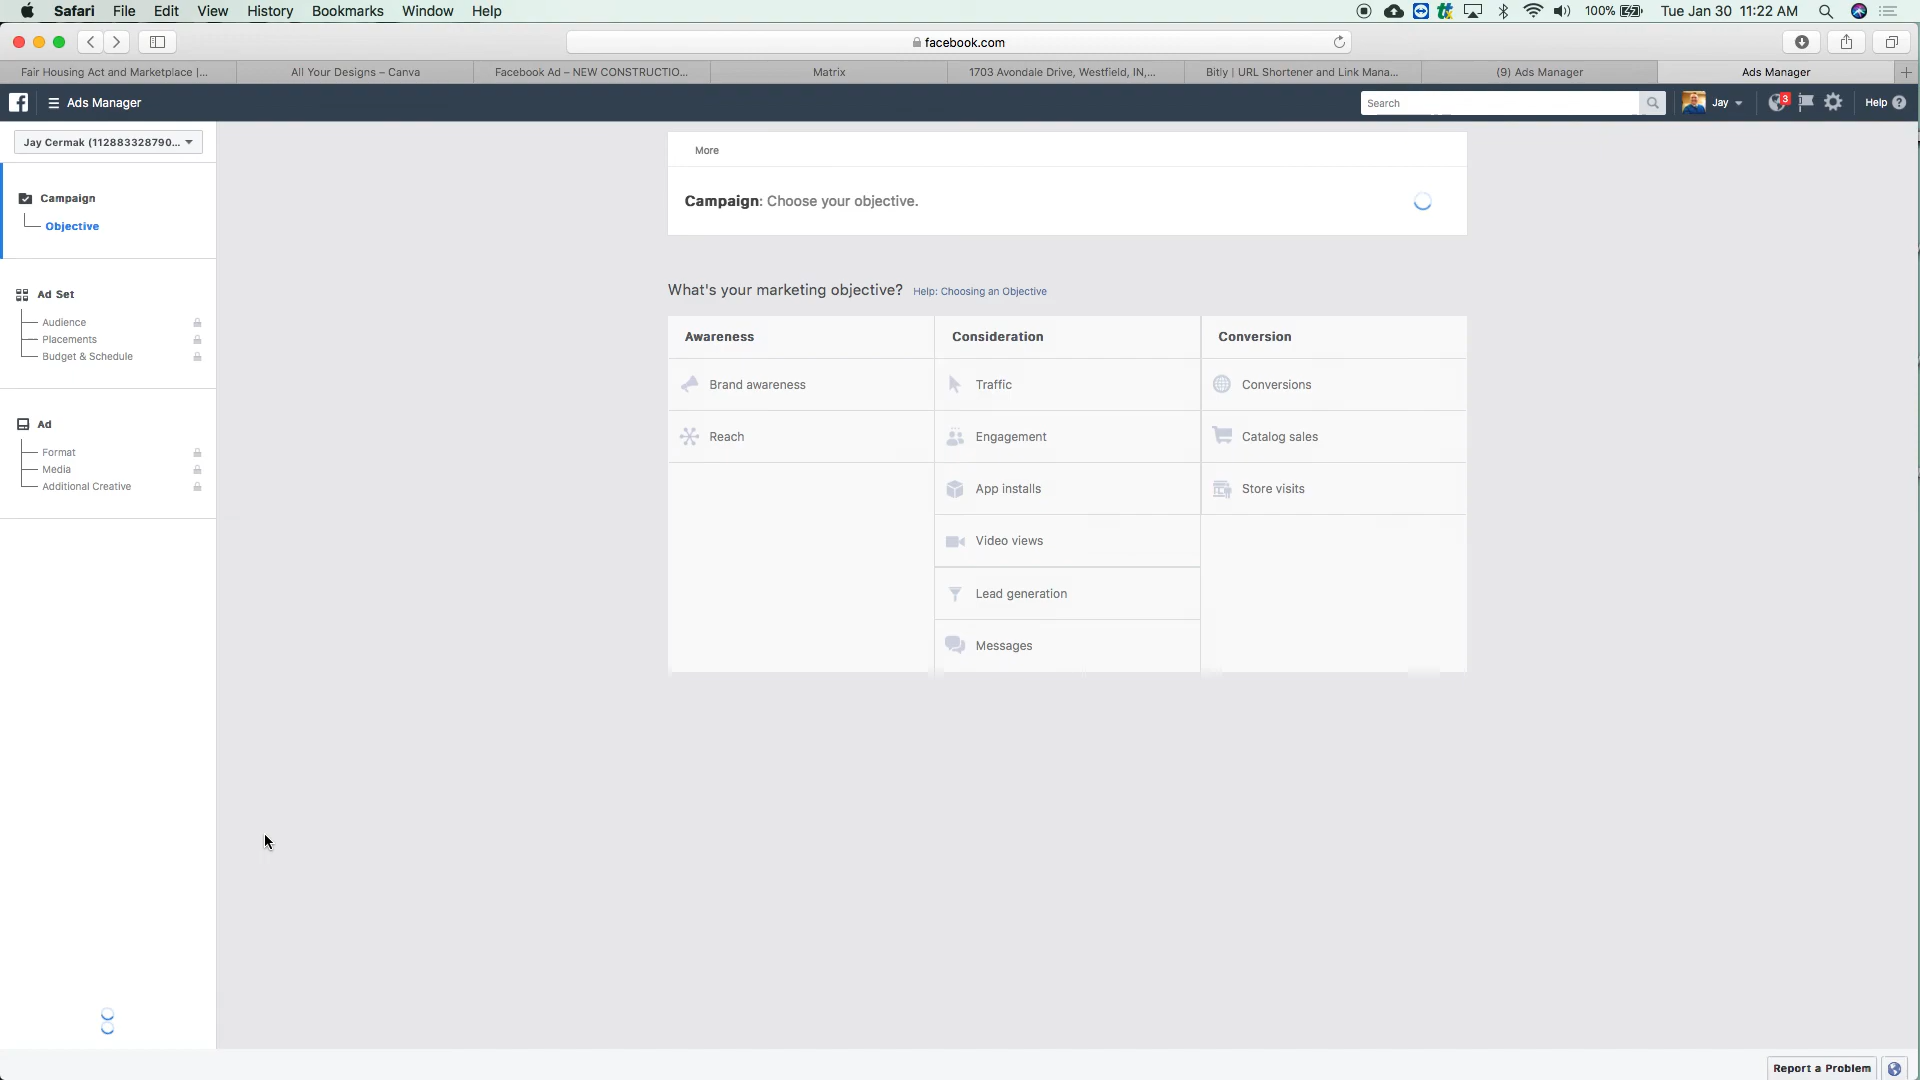 Safari File Edit View History Bookmarks Window Help 100% Tue Jan 30 11:22 AM
facebook.com
Fair Housing Act and Marketplace |... All Your Designs – Canva Facebook Ad – NEW CONSTRUCTIO... Matrix 1703 Avondale Drive, Westfield, IN,... Bitly | URL Shortener and Link Mana... (9) Ads Manager Ads Manager
Ads Manager Search Jay 3 Help ?
Jay Cermak (112883328790...
More
Campaign: Choose your objective.
Campaign
Objective
Ad Set
Audience
Placements
Budget & Schedule
Ad
Format
Media
Additional Creative
What's your marketing objective? Help: Choosing an Objective
Awareness Consideration Conversion
Brand awareness Traffic Conversions
Reach Engagement Catalog sales
App installs Store visits
Video views
Lead generation
Messages
Report a Problem